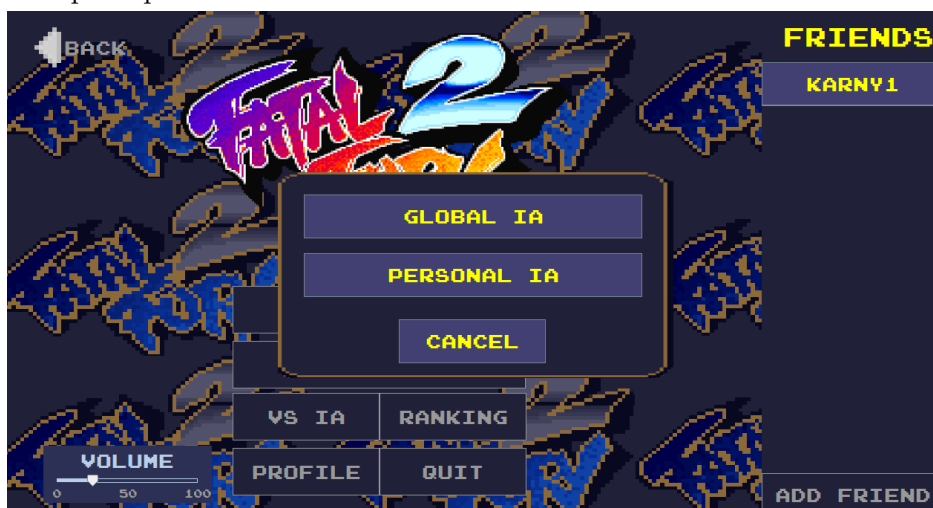 BACK
FATAL
2
FRIENDS
KARNY1
GLOBAL IA
PERSONAL IA
CANCEL
VS IA
RANKING
PROFILE
QUIT
VOLUME
0 50 100
ADD FRIEND